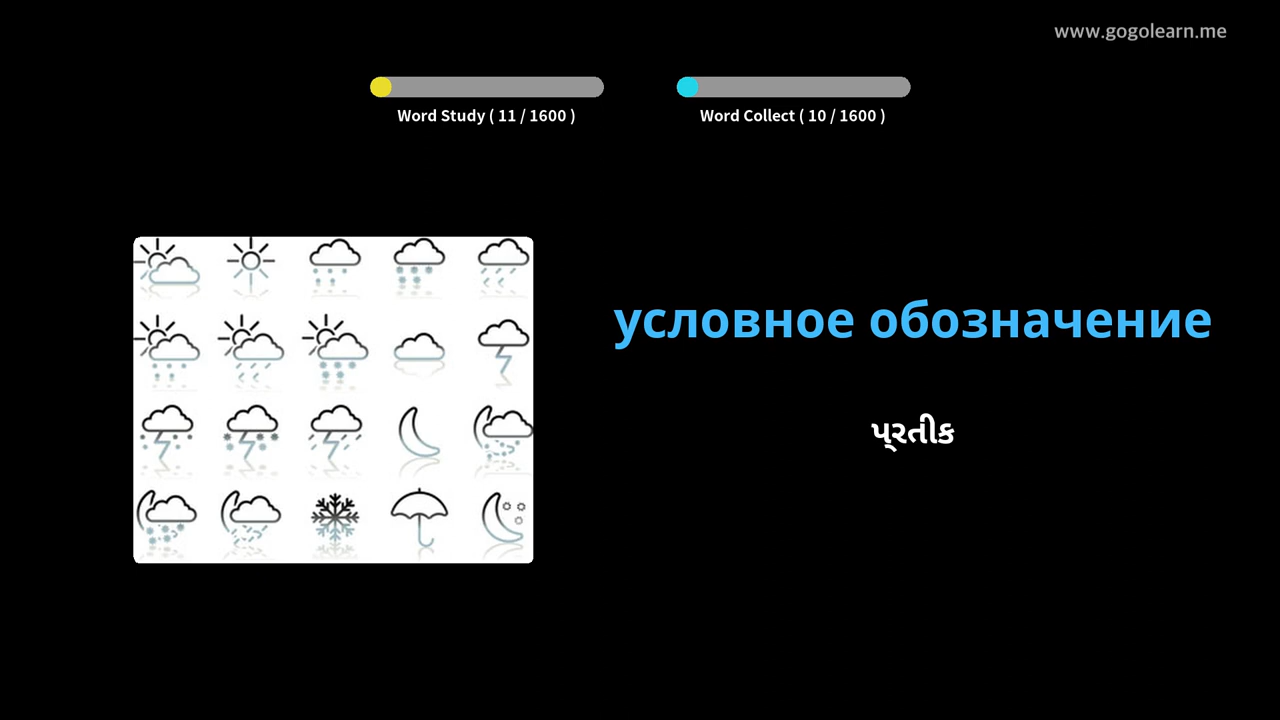 www.gogolearn.me
Word Study ( 11 / 1600 )
Word Collect ( 10 / 1600 )
условное обозначение
પ્રતીક